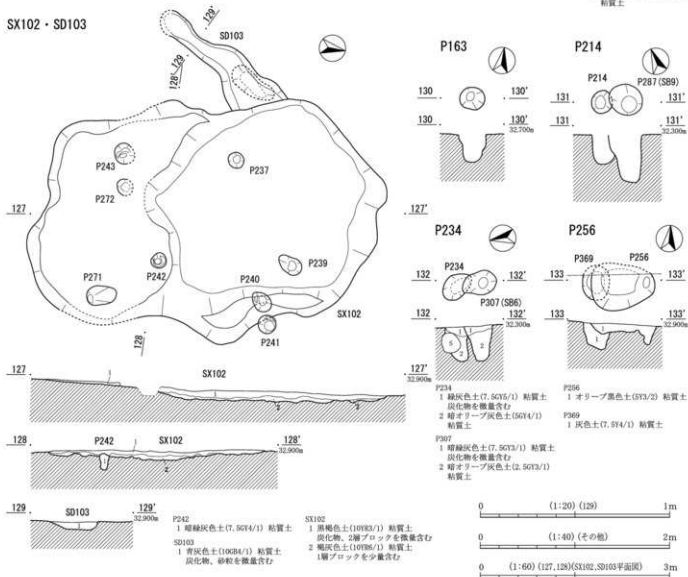 粘質土
SX102・SD103
129'
SD103
129
128'
P243
P272
P237
127
127'
P271
P242
P239
P240
P241
SX102
128
P163
130
130'
130
130'
32.700m
P214
P214
P287(SB9)
131
131'
131
131'
32.300m
P234
P234
132
132'
P307(SB6)
132
132'
32.300m
1
1
S
2
2
P256
P369
P256
133
133'
133
133'
32.900m
1
1
127
SX102
127'
32.900m
1
1
2
2
128
P242
SX102
128'
32.900m
1
2
129
SD103
129'
32.900m
1
P234
1 緑灰色土(7.5GY5/1) 粘質土
炭化物を微量含む
2 暗オリーブ灰色土(5GY4/1)
粘質土
P307
1 暗緑灰色土(7.5GY3/1) 粘質土
炭化物を微量含む
2 暗オリーブ灰色土(2.5GY3/1)
粘質土
P256
1 オリーブ黒色土(5Y3/2) 粘質土
P369
1 灰色土(7.5Y4/1) 粘質土
P242
1 暗緑灰色土(7.5GY4/1) 粘質土
SD103
1 青灰色土(10GB4/1) 粘質土
炭化物、砂粒を微量含む
SX102
1 黒褐色土(10YR3/1) 粘質土
炭化物、2層ブロックを微量含む
2 褐灰色土(10YR6/1) 粘質土
1層ブロックを少量含む
0 (1:20)(129) 1m
0 (1:40)(その他) 2m
0 (1:60)(127,128)(SX102,SD103平面図) 3m